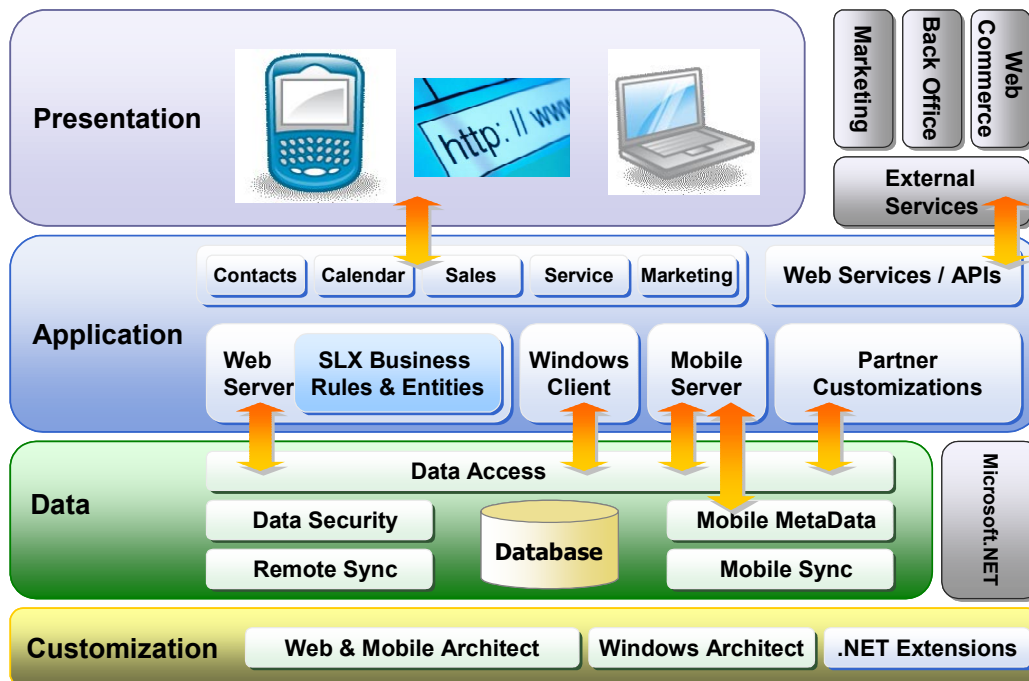 Presentation
http: // www
Marketing
Back Office
Web
Commerce
External
Services
Application
Contacts
Calendar
Sales
Service
Marketing
Web Services / APIs
Web
Server
SLX Business
Rules & Entities
Windows
Client
Mobile
Server
Partner
Customizations
Data
Data Access
Data Security
Remote Sync
Database
Mobile MetaData
Mobile Sync
Microsoft.NET
Customization
Web & Mobile Architect
Windows Architect
.NET Extensions